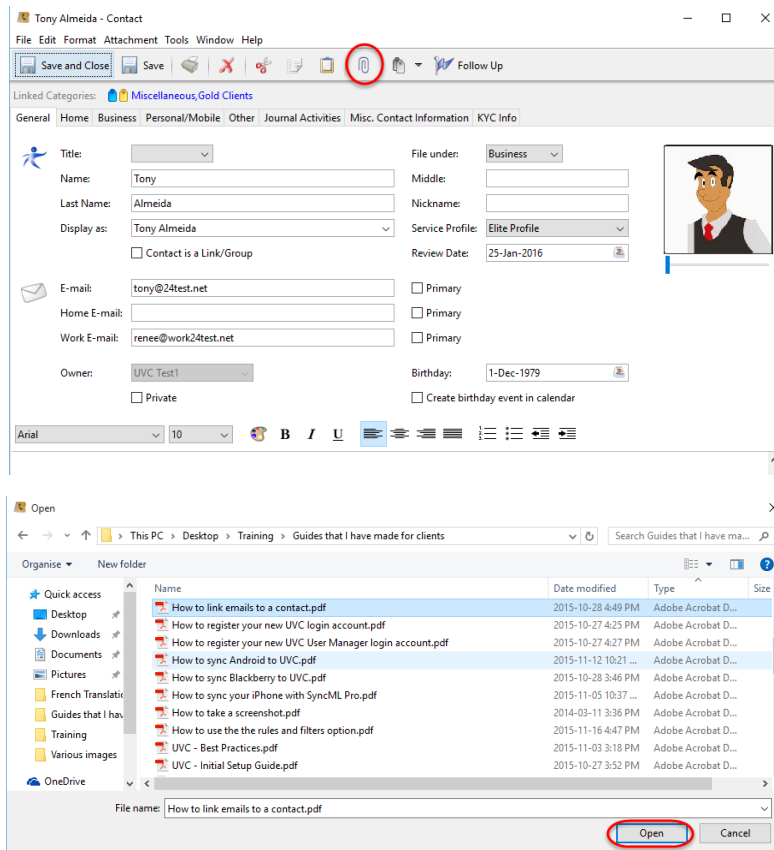 Tony Almeida - Contact
File Edit Format Attachment Tools Window Help
Save and Close Save Follow Up
Linked Categories: Miscellaneous,Gold Clients
General Home Business Personal/Mobile Other Journal Activities Misc. Contact Information KYC Info
Title: File under: Business
Name: Tony Middle:
Last Name: Almeida Nickname:
Display as: Tony Almeida Service Profile: Elite Profile
Contact is a Link/Group Review Date: 25-Jan-2016
E-mail: tony@24test.net Primary
Home E-mail: Primary
Work E-mail: renee@work24test.net Primary
Owner: UVC Test1 Birthday: 1-Dec-1979
Private Create birthday event in calendar
Arial 10 B I U
Open
This PC > Desktop > Training > Guides that I have made for clients Search Guides that I have ma...
Organise New folder
Name Date modified Type Size
Quick access
How to link emails to a contact.pdf 2015-10-28 4:49 PM Adobe Acrobat D...
Desktop How to register your new UVC login account.pdf 2015-10-27 4:25 PM Adobe Acrobat D...
Downloads How to register your new UVC User Manager login account.pdf 2015-10-27 4:27 PM Adobe Acrobat D...
Documents How to sync Android to UVC.pdf 2015-11-12 10:21 ... Adobe Acrobat D...
Pictures How to sync Blackberry to UVC.pdf 2015-10-28 3:46 PM Adobe Acrobat D...
French Translatic How to sync your iPhone with SyncML Pro.pdf 2015-11-05 10:37 ... Adobe Acrobat D...
Guides that I hav How to take a screenshot.pdf 2014-03-11 3:36 PM Adobe Acrobat D...
Training How to use the the rules and filters option.pdf 2015-11-16 4:47 PM Adobe Acrobat D...
Various images UVC - Best Practices.pdf 2015-11-03 3:18 PM Adobe Acrobat D...
UVC - Initial Setup Guide.pdf 2015-10-27 3:52 PM Adobe Acrobat D...
OneDrive
File name: How to link emails to a contact.pdf
Open Cancel